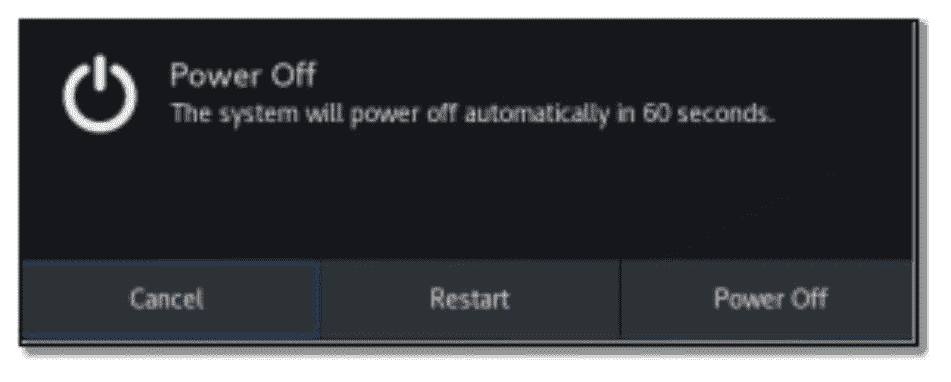 Power Off
The system will power off automatically in 60 seconds.
Cancel
Restart
Power Off